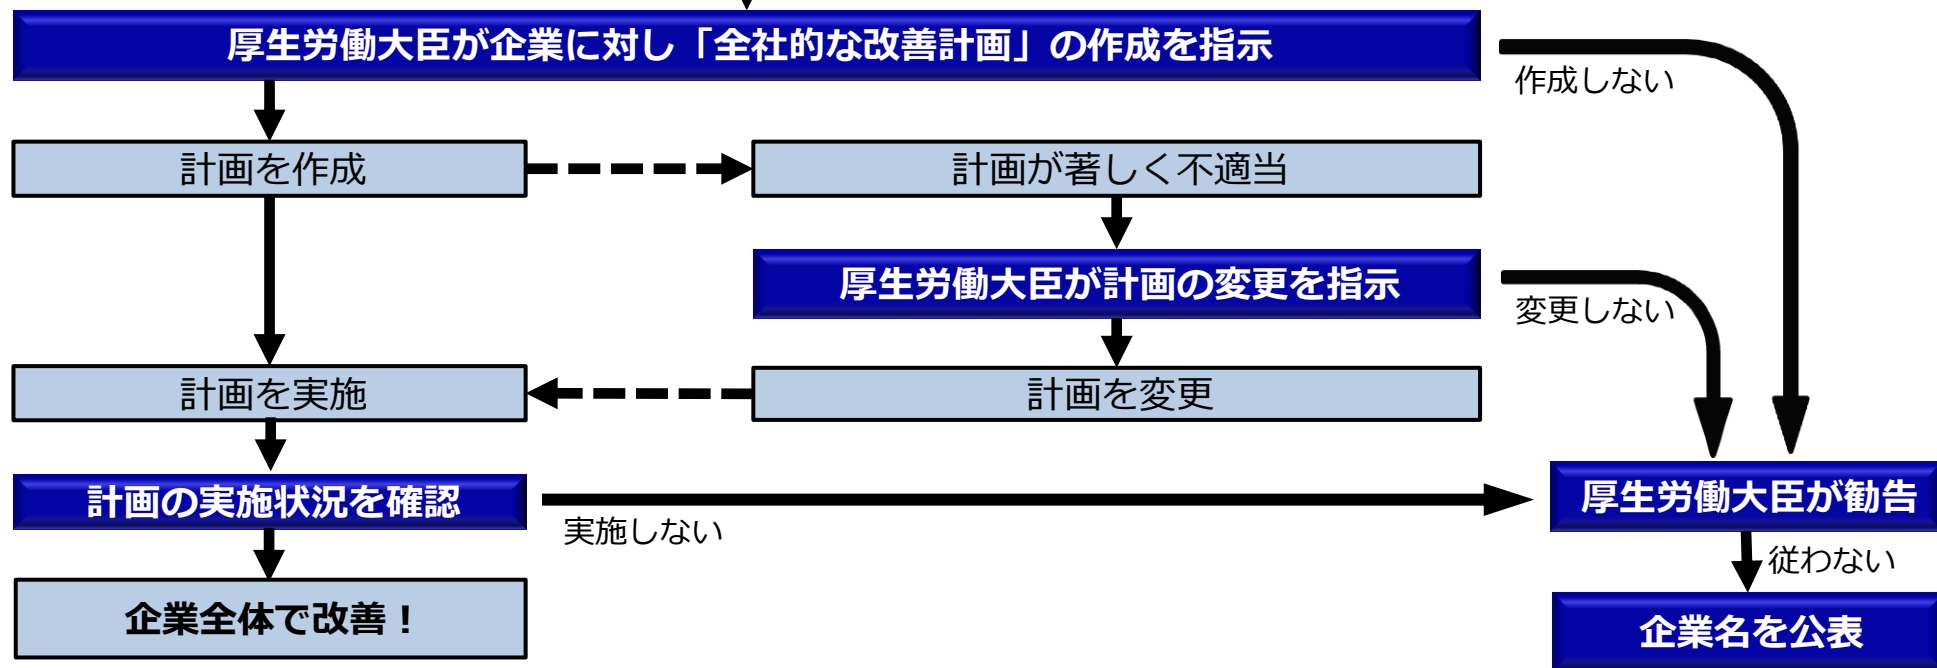 厚生労働大臣が企業に対し「全社的な改善計画」の作成を指示
作成しない
計画を作成
計画が著しく不適当
厚生労働大臣が計画の変更を指示
変更しない
計画を実施
計画を変更
計画の実施状況を確認
実施しない
厚生労働大臣が勧告
従わない
企業全体で改善！
企業名を公表